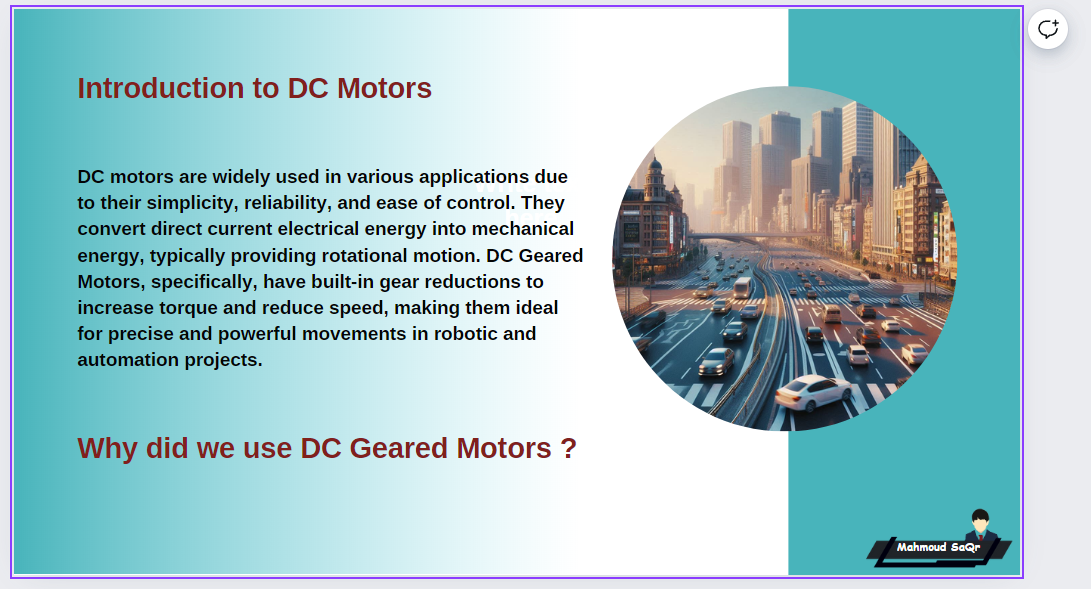 Introduction to DC Motors
DC motors are widely used in various applications due
to their simplicity, reliability, and ease of control. They
convert direct current electrical energy into mechanical
energy, typically providing rotational motion. DC Geared
Motors, specifically, have built-in gear reductions to
increase torque and reduce speed, making them ideal
for precise and powerful movements in robotic and
automation projects.
Why did we use DC Geared Motors ?
Mahmoud SaQr